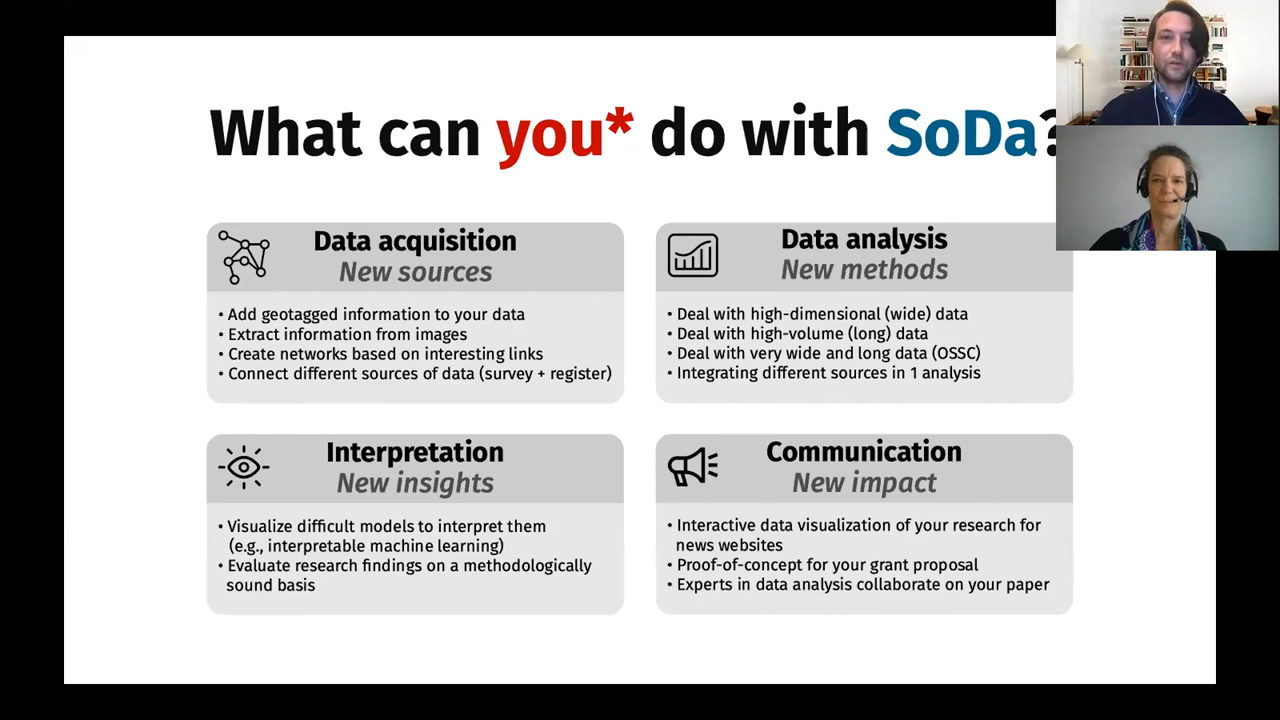 What can you* do with SoDa?
Data acquisition
New sources
• Add geotagged information to your data
• Extract information from images
• Create networks based on interesting links
• Connect different sources of data (survey + register)
Data analysis
New methods
• Deal with high-dimensional (wide) data
• Deal with high-volume (long) data
• Deal with very wide and long data (OSSC)
• Integrating different sources in 1 analysis
Interpretation
New insights
• Visualize difficult models to interpret them
(e.g., interpretable machine learning)
• Evaluate research findings on a methodologically
sound basis
Communication
New impact
• Interactive data visualization of your research for
news websites
• Proof-of-concept for your grant proposal
• Experts in data analysis collaborate on your paper